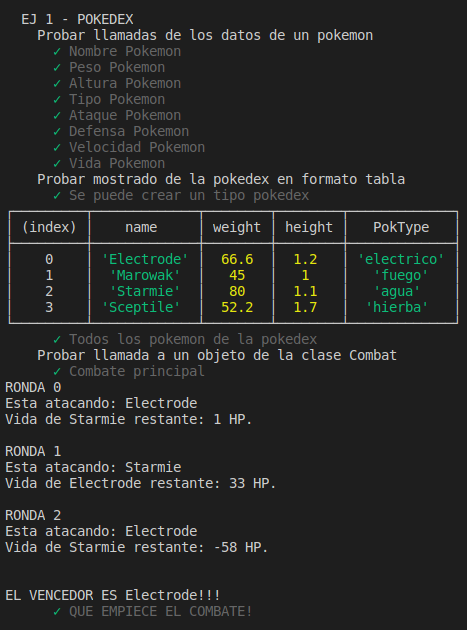 EJ 1 - POKEDEX
Probar llamadas de los datos de un pokemon
✓ Nombre Pokemon
✓ Peso Pokemon
✓ Altura Pokemon
✓ Tipo Pokemon
✓ Ataque Pokemon
✓ Defensa Pokemon
✓ Velocidad Pokemon
✓ Vida Pokemon
Probar mostrado de la pokedex en formato tabla
✓ Se puede crear un tipo pokedex
(index) name weight height PokType
0 'Electrode' 66.6 1.2 'electrico'
1 'Marowak' 45 1 'fuego'
2 'Starmie' 80 1.1 'agua'
3 'Sceptile' 52.2 1.7 'hierba'
✓ Todos los pokemon de la pokedex
Probar llamada a un objeto de la clase Combat
✓ Combate principal
RONDA 0
Esta atacando: Electrode
Vida de Starmie restante: 1 HP.
RONDA 1
Esta atacando: Starmie
Vida de Electrode restante: 33 HP.
RONDA 2
Esta atacando: Electrode
Vida de Starmie restante: -58 HP.
EL VENCEDOR ES Electrode!!!
✓ QUE EMPIECE EL COMBATE!